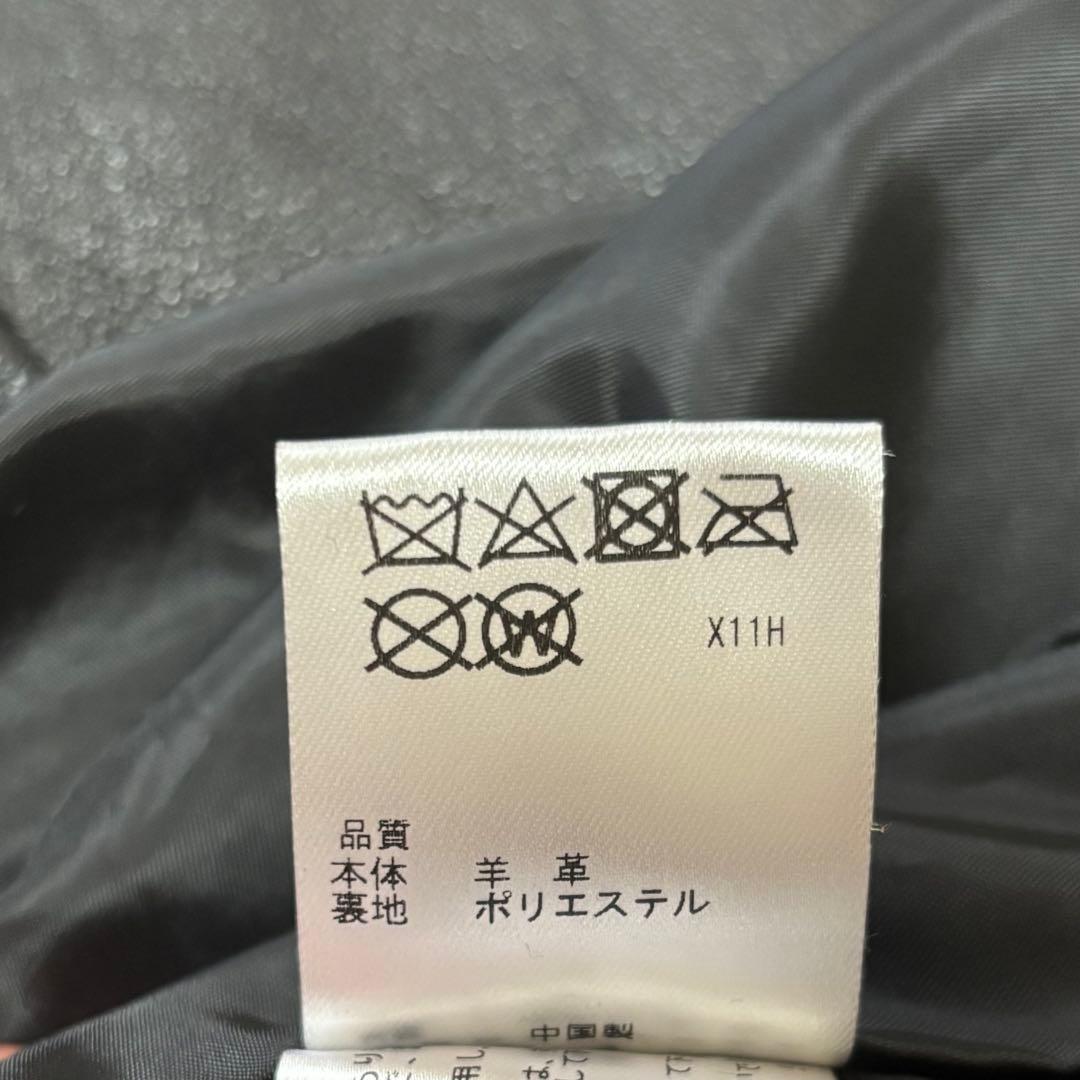 W
X11H
品質
本体 羊 革
裏地 ポリエステル
中国製